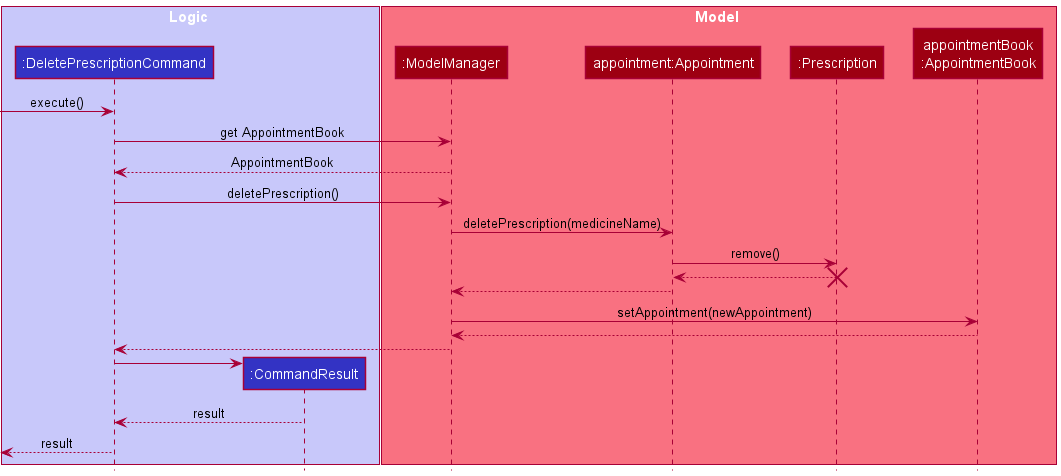 Logic
Model
:DeletePrescriptionCommand
:ModelManager
appointment:Appointment
:Prescription
appointmentBook
:AppointmentBook
execute()
get AppointmentBook
AppointmentBook
deletePrescription()
deletePrescription(medicineName)
remove()
setAppointment(newAppointment)
:CommandResult
result
result